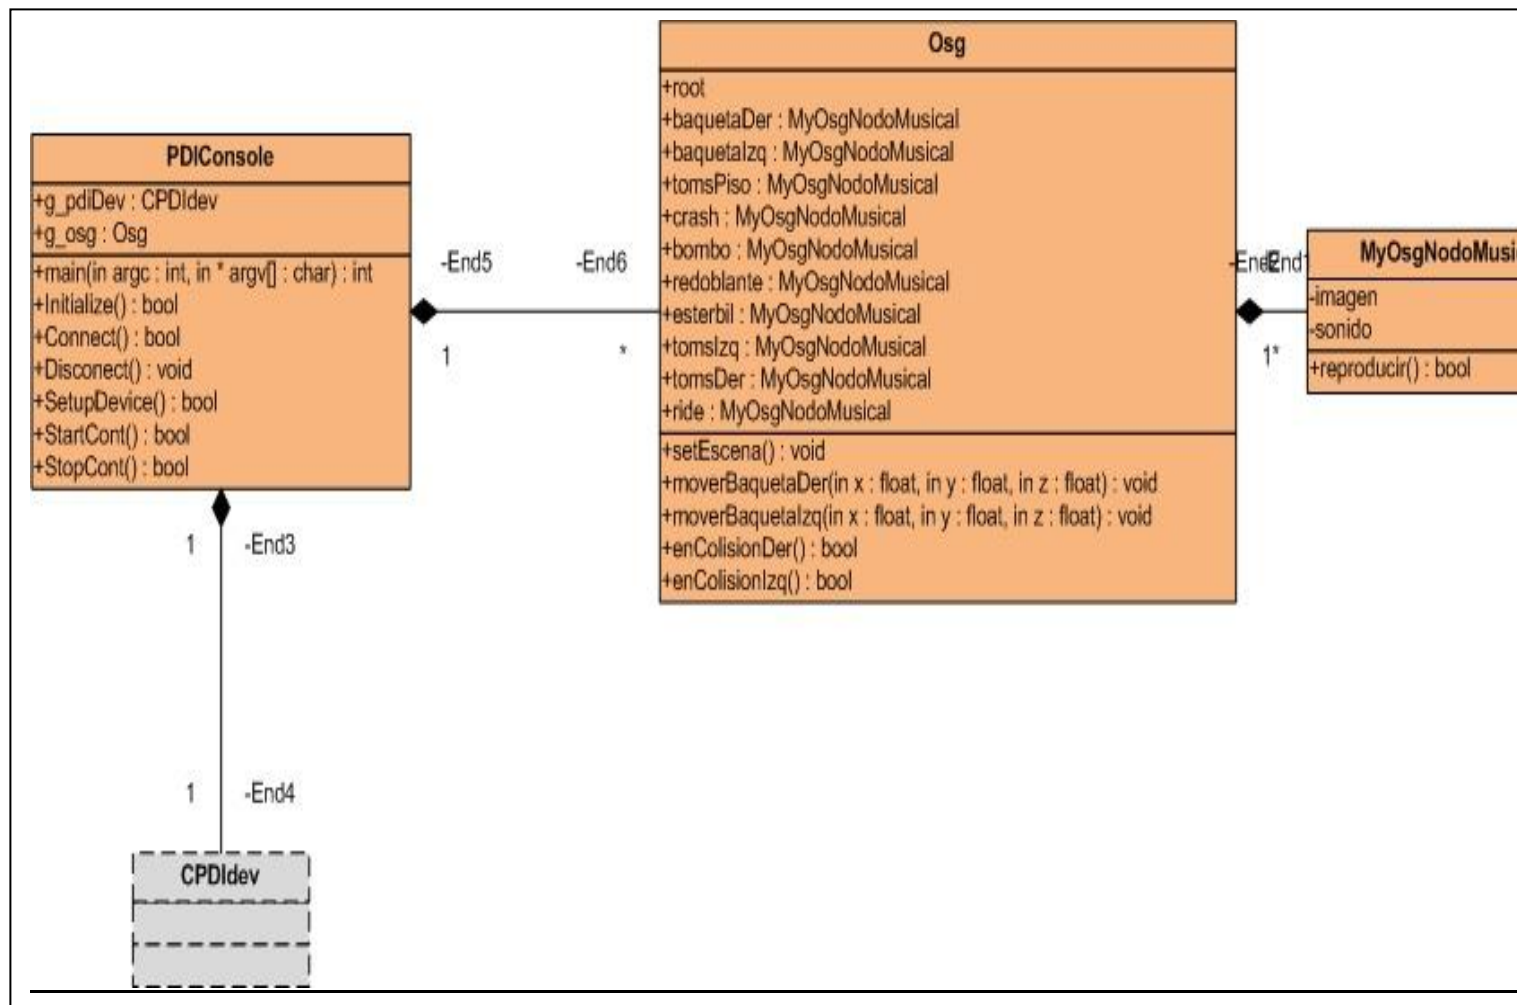 PDIConsole
+g_pdiDev : CPDIdev
+g_osg : Osg
+main(in argc : int, in * argv[] : char) : int
+Initialize() : bool
+Connect() : bool
+Disconect() : void
+SetupDevice() : bool
+StartCont() : bool
+StopCont() : bool
-End5
-End6
1
*
Osg
+root
+baquetaDer : MyOsgNodoMusical
+baquetaIzq : MyOsgNodoMusical
+tomsPiso : MyOsgNodoMusical
+crash : MyOsgNodoMusical
+bombo : MyOsgNodoMusical
+redoblante : MyOsgNodoMusical
+esterbil : MyOsgNodoMusical
+tomsIzq : MyOsgNodoMusical
+tomsDer : MyOsgNodoMusical
+ride : MyOsgNodoMusical
+setEscena() : void
+moverBaquetaDer(in x : float, in y : float, in z : float) : void
+moverBaquetaIzq(in x : float, in y : float, in z : float) : void
+enColisionDer() : bool
+enColisionIzq() : bool
1*
MyOsgNodoMusi
-imagen
-sonido
+reproducir() : bool
1
-End3
1
-End4
CPDIdev